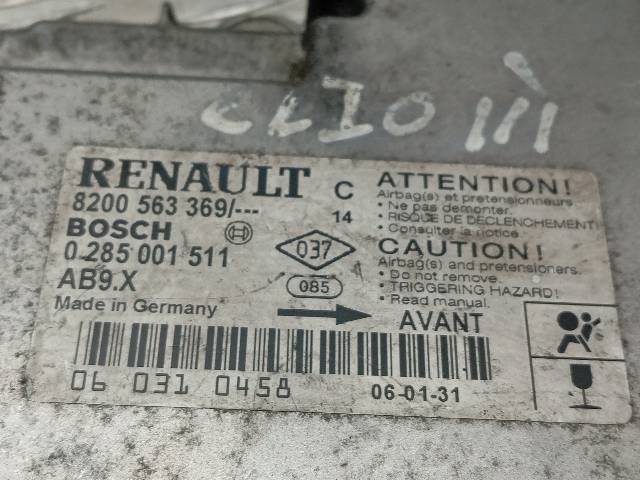 CLIO III
RENAULT
8200 563 369/---
BOSCH
0 285 001 511
AB9.X
Made in Germany
C
14
037
085
ATTENTION!
Airbag(s) et pretensionneurs
• Ne pas demonter.
• RISQUE DE DÉCLENCHEMENT!
• Consulter la notice.
CAUTION!
Airbag(s) and pretensioners.
• Do not remove.
• TRIGGERING HAZARD!
• Read manual.
AVANT
06 031 0458
06-01-31